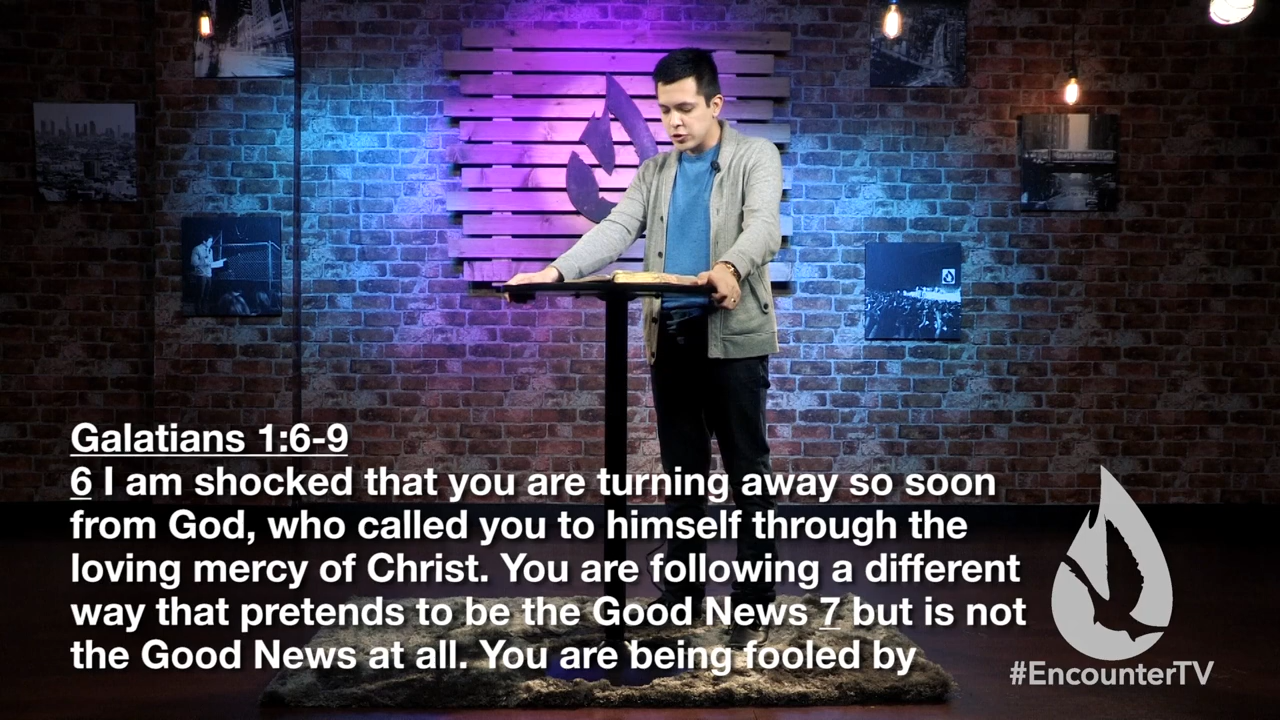 Galatians 1:6-9
6 I am shocked that you are turning away so soon
from God, who called you to himself through the
loving mercy of Christ. You are following a different
way that pretends to be the Good News 7 but is not
the Good News at all. You are being fooled by
#EncounterTV